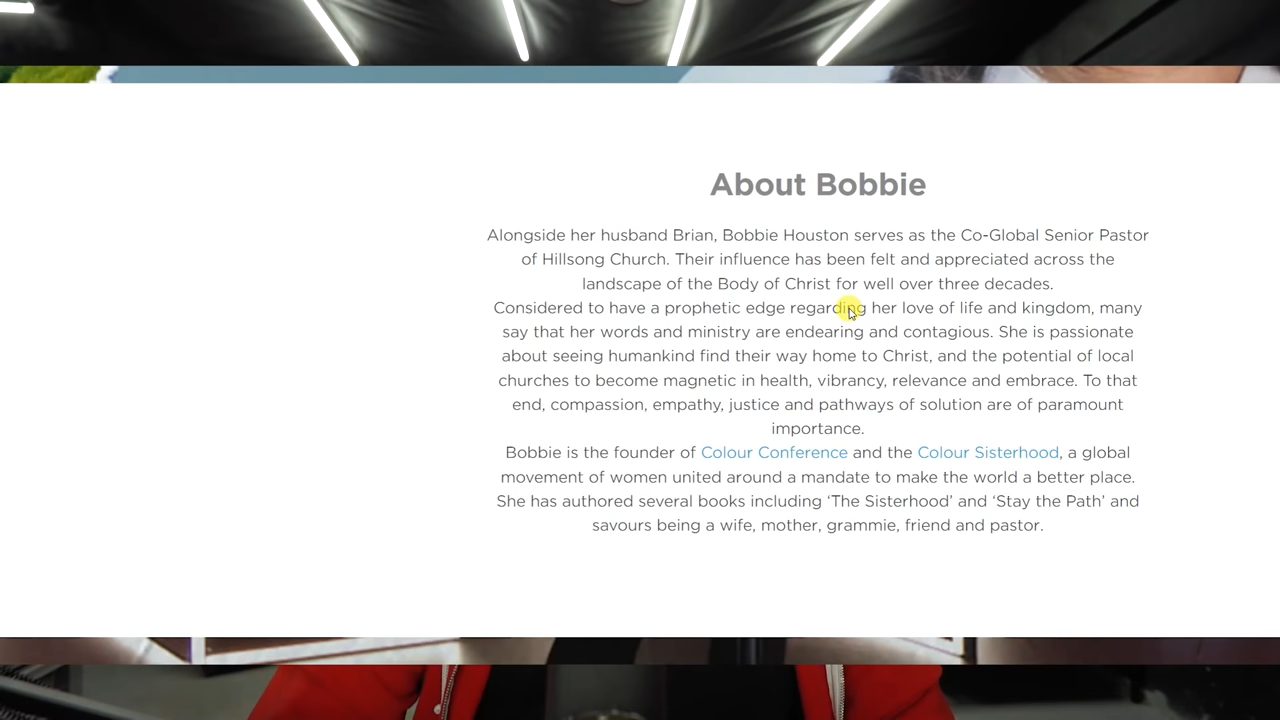 About Bobbie
Alongside her husband Brian, Bobbie Houston serves as the Co-Global Senior Pastor
of Hillsong Church. Their influence has been felt and appreciated across the
landscape of the Body of Christ for well over three decades.
Considered to have a prophetic edge regarding her love of life and kingdom, many
say that her words and ministry are endearing and contagious. She is passionate
about seeing humankind find their way home to Christ, and the potential of local
churches to become magnetic in health, vibrancy, relevance and embrace. To that
end, compassion, empathy, justice and pathways of solution are of paramount
importance.
Bobbie is the founder of Colour Conference and the Colour Sisterhood, a global
movement of women united around a mandate to make the world a better place.
She has authored several books including ‘The Sisterhood’ and ‘Stay the Path’ and
savours being a wife, mother, grammie, friend and pastor.